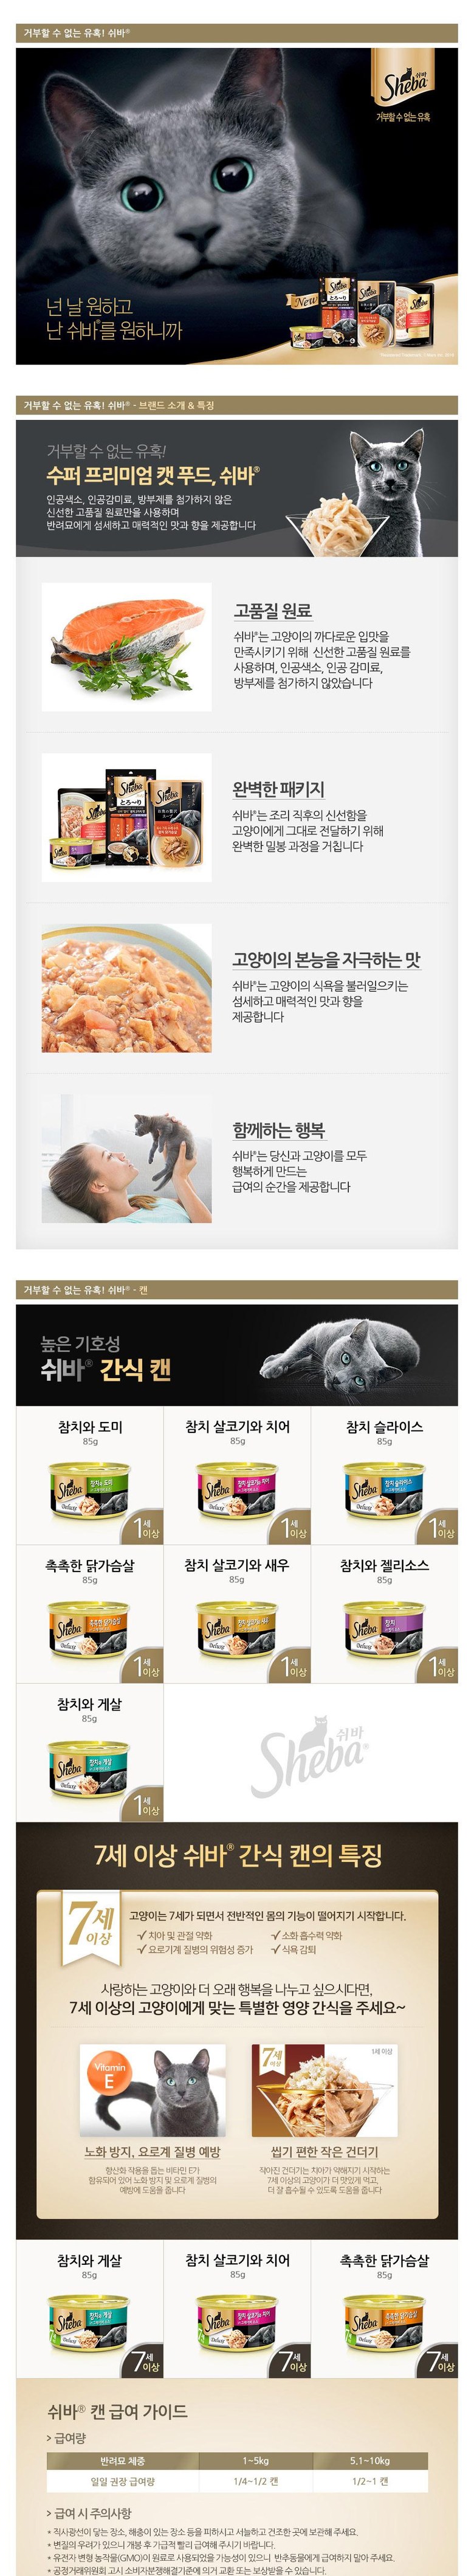 거부할 수 없는 유혹! 쉬바®
쉬바
Sheba
거부할 수 없는 유혹
넌 날 원하고
난 쉬바®를 원하니까
New
거부할 수 없는 유혹! 쉬바® - 브랜드 소개 & 특징
거부할 수 없는 유혹!
수퍼 프리미엄 캣 푸드, 쉬바®
인공색소, 인공감미료, 방부제를 첨가하지 않은
신선한 고품질 원료만을 사용하며
반려묘에게 섬세하고 매력적인 맛과 향을 제공합니다
고품질 원료
쉬바®는 고양이의 까다로운 입맛을
만족시키기 위해 신선한 고품질 원료를
사용하며, 인공색소, 인공 감미료,
방부제를 첨가하지 않았습니다
완벽한 패키지
쉬바®는 조리 직후의 신선함을
고양이에게 그대로 전달하기 위해
완벽한 밀봉 과정을 거칩니다
고양이의 본능을 자극하는 맛
쉬바®는 고양이의 식욕을 불러일으키는
섬세하고 매력적인 맛과 향을
제공합니다
함께하는 행복
쉬바®는 당신과 고양이를 모두
행복하게 만드는
급여의 순간을 제공합니다
거부할 수 없는 유혹! 쉬바® - 캔
높은 기호성
쉬바® 간식 캔
참치와 도미 참치 살코기와 치어 참치 슬라이스
85g 85g 85g
Sheba Sheba Sheba
Deluxe Deluxe Deluxe
1세 이상 1세 이상 1세 이상
촉촉한 닭가슴살 참치 살코기와 새우 참치와 젤리소스
85g 85g 85g
Sheba Sheba Sheba
Deluxe Deluxe Deluxe
1세 이상 1세 이상 1세 이상
참치와 게살
85g
Sheba
Deluxe
1세 이상
쉬바
Sheba®
7세 이상 쉬바® 간식 캔의 특징
7세 이상
고양이는 7세가 되면서 전반적인 몸의 기능이 떨어지기 시작합니다.
치아 및 관절 약화 소화 흡수력 약화
요로기계 질병의 위험성 증가 식욕 감퇴
사랑하는 고양이와 더 오래 행복을 나누고 싶으시다면,
7세 이상의 고양이에게 맞는 특별한 영양 간식을 주세요~
Vitamin E
7세 이상
1세 이상
노화 방지, 요로계 질병 예방 씹기 편한 작은 건더기
항산화 작용을 돕는 비타민 E가
함유되어 있어 노화 방지 및 요로계 질병의
예방에 도움을 줍니다
작아진 건더기는 치아가 약해지기 시작하는
7세 이상의 고양이가 더 맛있게 먹고,
더 잘 흡수될 수 있도록 도움을 줍니다
참치와 게살 참치 살코기와 치어 촉촉한 닭가슴살
85g 85g 85g
Sheba Sheba Sheba
Deluxe Deluxe Deluxe
7세 이상 7세 이상 7세 이상
쉬바® 캔 급여 가이드
> 급여량
반려묘 체중 1~5kg 5.1~10kg
일일 권장 급여량 1/4~1/2 캔 1/2~1 캔
> 급여 시 주의사항
* 직사광선이 닿는 장소, 해충이 있는 장소 등을 피하시고 서늘하고 건조한 곳에 보관해 주세요.
* 변질의 우려가 있으니 개봉 후 가급적 빨리 급여해 주시기 바랍니다.
* 유전자 변형 농작물(GMO)이 원료로 사용되었을 가능성이 있으니 반추동물에게 급여하지 말아 주세요.
* 공정거래위원회 고시 소비자분쟁해결기준에 의거 교환 또는 보상받을 수 있습니다.